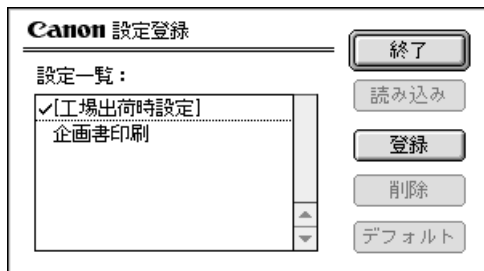 Canon 設定登録
設定一覧：
✓[工場出荷時設定]
企画書印刷
終了
読み込み
登録
削除
デフォルト